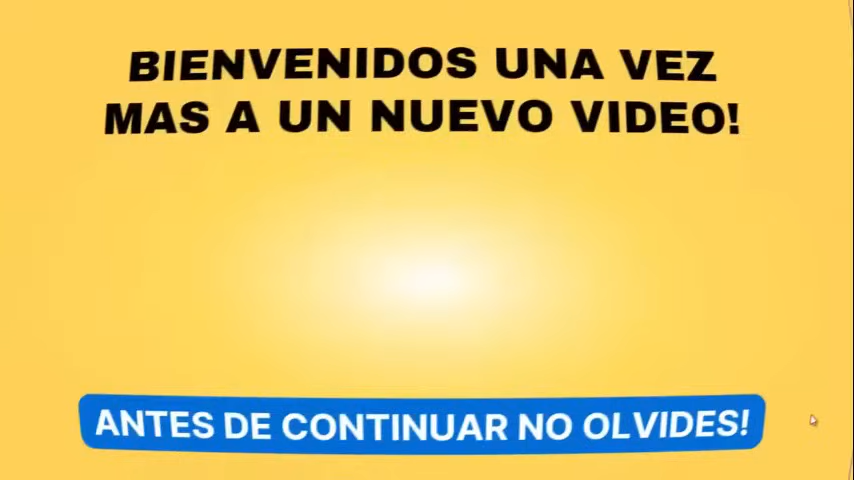 BIENVENIDOS UNA VEZ
MAS A UN NUEVO VIDEO!
ANTES DE CONTINUAR NO OLVIDES!